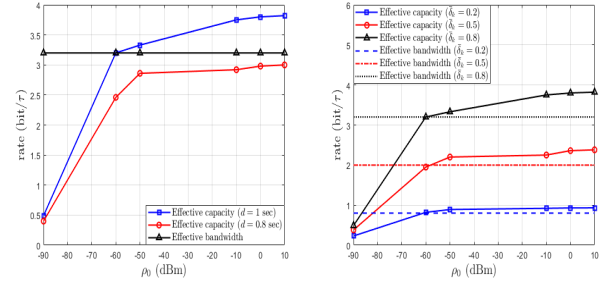 4
3.5
3
2.5
2
1.5
1
0.5
0
rate (bit/τ)
Effective capacity (d = 1 sec)
Effective capacity (d = 0.8 sec)
Effective bandwidth
-90 -80 -70 -60 -50 -40 -30 -20 -10 0 10
ρ₀ (dBm)
6
5
4
3
2
1
0
rate (bit/τ)
Effective capacity (δ̄ₖ = 0.2)
Effective capacity (δ̄ₖ = 0.5)
Effective capacity (δ̄ₖ = 0.8)
Effective bandwidth (δ̄ₖ = 0.2)
Effective bandwidth (δ̄ₖ = 0.5)
Effective bandwidth (δ̄ₖ = 0.8)
-90 -80 -70 -60 -50 -40 -30 -20 -10 0 10
ρ₀ (dBm)